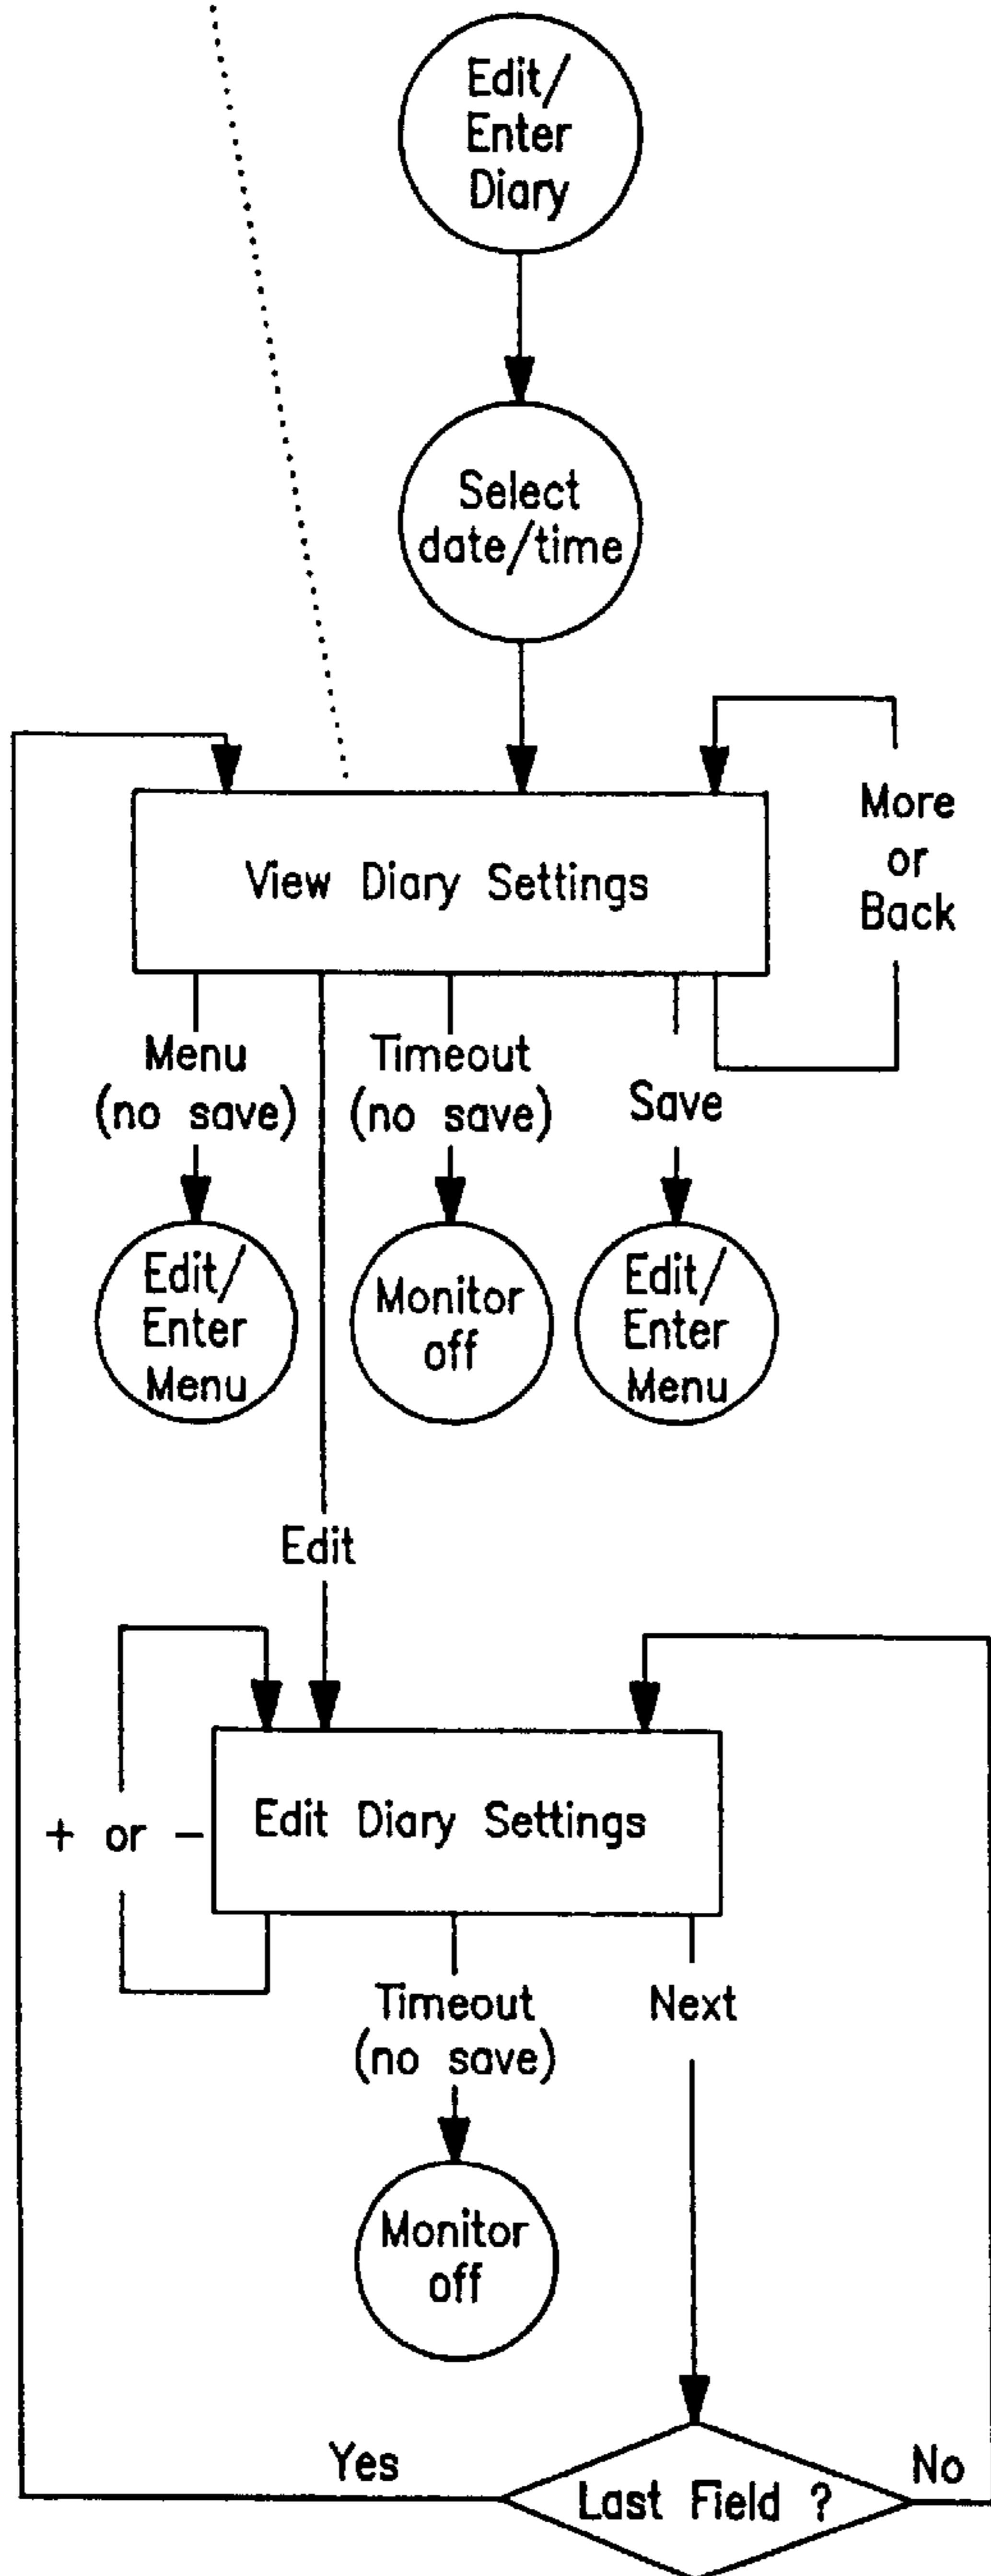 Edit/
Enter
Diary
Select
date/time
More
or
Back
View Diary Settings
Menu
(no save)
Timeout
(no save)
Save
Edit/
Enter
Menu
Monitor
off
Edit/
Enter
Menu
Edit
+ or -
Edit Diary Settings
Timeout
(no save)
Next
Monitor
off
Yes
Last Field ?
No